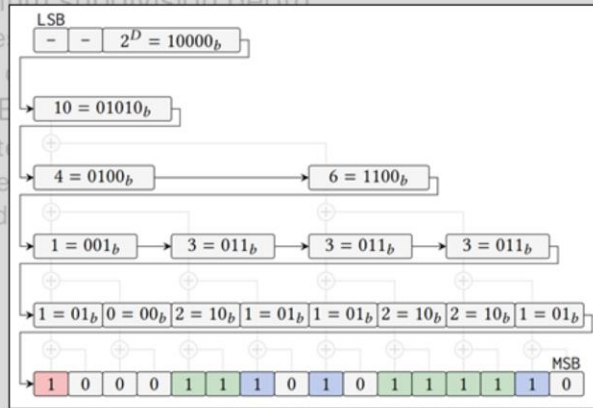 LSB
- - 2^D = 10000_b
10 = 01010_b
4 = 0100_b 6 = 1100_b
1 = 001_b 3 = 011_b 3 = 011_b 3 = 011_b
1 = 01_b 0 = 00_b 2 = 10_b 1 = 01_b 1 = 01_b 2 = 10_b 2 = 10_b 1 = 01_b
MSB
1 0 0 0 1 1 1 0 1 0 1 1 1 1 1 0